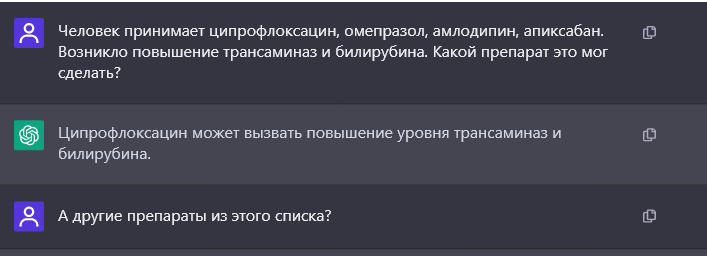 Человек принимает ципрофлоксацин, омепразол, амлодипин, апиксабан.
Возникло повышение трансаминаз и билирубина. Какой препарат это мог
сделать?
Ципрофлоксацин может вызвать повышение уровня трансаминаз и
билирубина.
А другие препараты из этого списка?